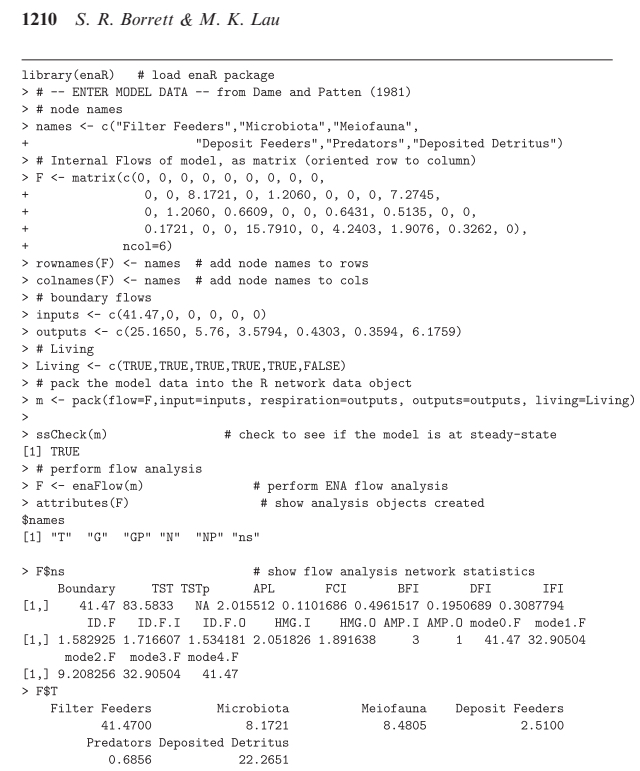 1210 S. R. Borrett & M. K. Lau
library(enaR) # load enaR package
> # -- ENTER MODEL DATA -- from Dame and Patten (1981)
> # node names
> names <- c("Filter Feeders","Microbiota","Meiofauna",
+ "Deposit Feeders","Predators","Deposited Detritus")
> # Internal Flows of model, as matrix (oriented row to column)
> F <- matrix(c(0, 0, 0, 0, 0, 0, 0, 0, 0,
+ 0, 0, 8.1721, 0, 1.2060, 0, 0, 0, 7.2745,
+ 0, 1.2060, 0.6609, 0, 0, 0.6431, 0.5135, 0, 0,
+ 0.1721, 0, 0, 15.7910, 0, 4.2403, 1.9076, 0.3262, 0),
+ ncol=6)
> rownames(F) <- names # add node names to rows
> colnames(F) <- names # add node names to cols
> # boundary flows
> inputs <- c(41.47,0, 0, 0, 0, 0)
> outputs <- c(25.1650, 5.76, 3.5794, 0.4303, 0.3594, 6.1759)
> # Living
> Living <- c(TRUE,TRUE,TRUE,TRUE,TRUE,FALSE)
> # pack the model data into the R network data object
> m <- pack(flow=F,input=inputs, respiration=outputs, outputs=outputs, living=Living)
>
> ssCheck(m) # check to see if the model is at steady-state
[1] TRUE
> # perform flow analysis
> F <- enaFlow(m) # perform ENA flow analysis
> attributes(F) # show analysis objects created
$names
[1] "T" "G" "GP" "N" "NP" "ns"
> F$ns # show flow analysis network statistics
Boundary TST TSTp APL FCI BFI DFI IFI
[1,] 41.47 83.5833 NA 2.015512 0.1101686 0.4961517 0.1950689 0.3087794
ID.F ID.F.I ID.F.O HMG.I HMG.O AMP.I AMP.O mode0.F mode1.F
[1,] 1.582925 1.716607 1.534181 2.051826 1.891638 3 1 41.47 32.90504
mode2.F mode3.F mode4.F
[1,] 9.208256 32.90504 41.47
> F$T
Filter Feeders Microbiota Meiofauna Deposit Feeders
41.4700 8.1721 8.4805 2.5100
Predators Deposited Detritus
0.6856 22.2651